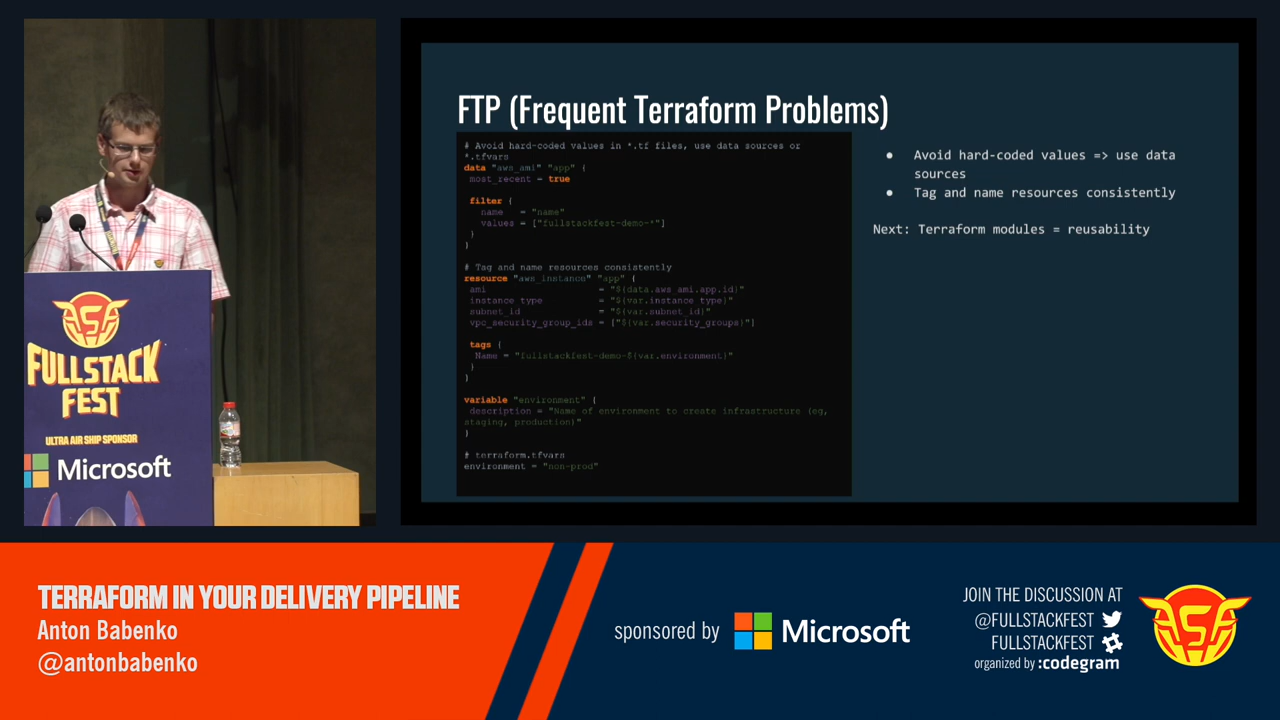 FTP (Frequent Terraform Problems)
# Avoid hard-coded values in *.tf files, use data sources or
*.tfvars
data "aws_ami" "app" {
most_recent = true
filter {
name = "name"
values = ["fullstackfest-demo-*"]
}
}
# Tag and name resources consistently
resource "aws_instance" "app" {
ami = "${data.aws_ami.app.id}"
instance_type = "${var.instance_type}"
subnet_id = "${var.subnet_id}"
vpc_security_group_ids = ["${var.security_groups}"]
tags {
Name = "fullstackfest-demo-${var.environment}"
}
}
variable "environment" {
description = "Name of environment to create infrastructure (eg,
staging, production)"
}
# terraform.tfvars
environment = "non-prod"
● Avoid hard-coded values => use data
sources
● Tag and name resources consistently
Next: Terraform modules = reusability
FULLSTACK
FEST
ULTRA AIR SHIP SPONSOR
Microsoft
TERRAFORM IN YOUR DELIVERY PIPELINE
Anton Babenko
@antonbabenko
sponsored by Microsoft
JOIN THE DISCUSSION AT
@FULLSTACKFEST
FULLSTACKFEST
organized by :codegram